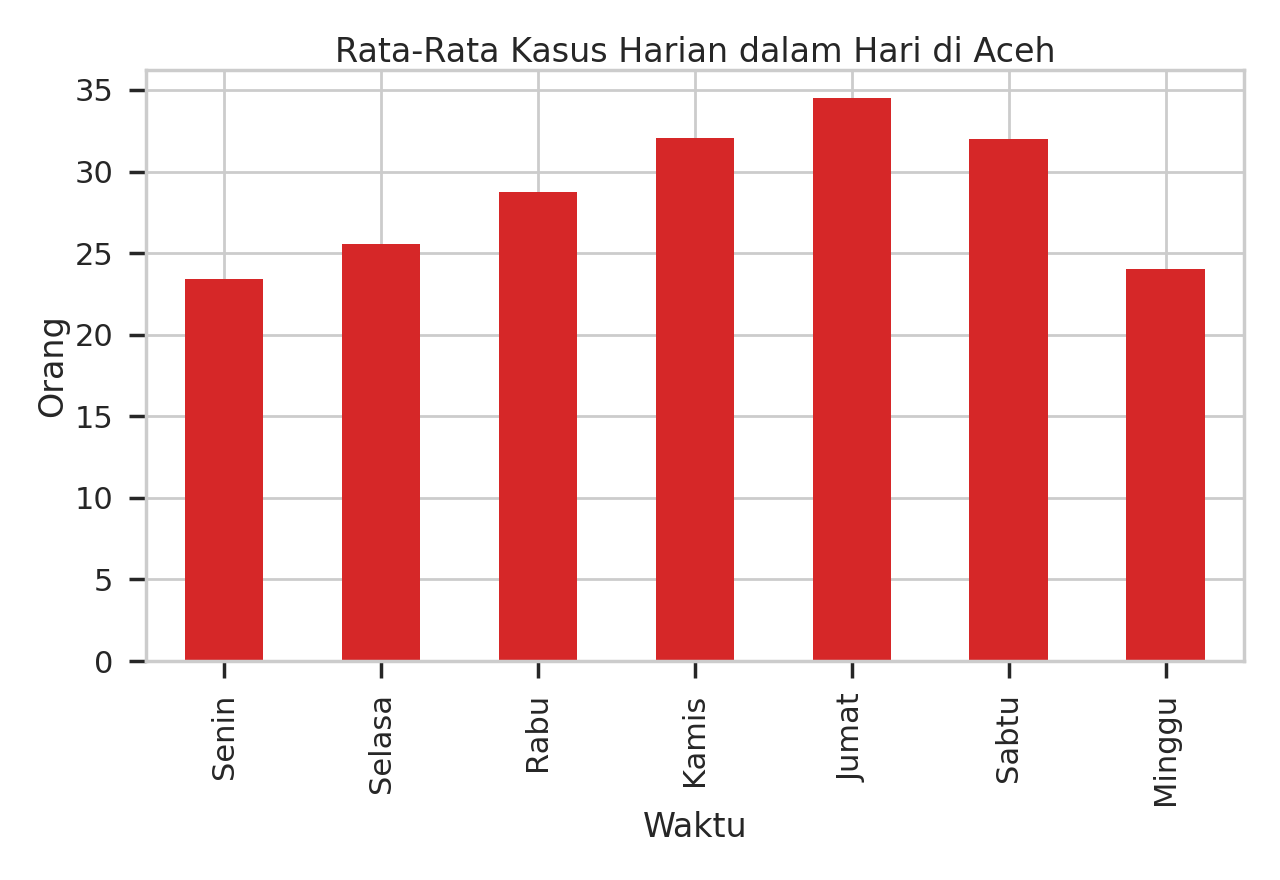 Rata-Rata Kasus Harian dalam Hari di Aceh
35
30
25
20
15
10
5
0
Orang
Senin
Selasa
Rabu
Kamis
Jumat
Sabtu
Minggu
Waktu